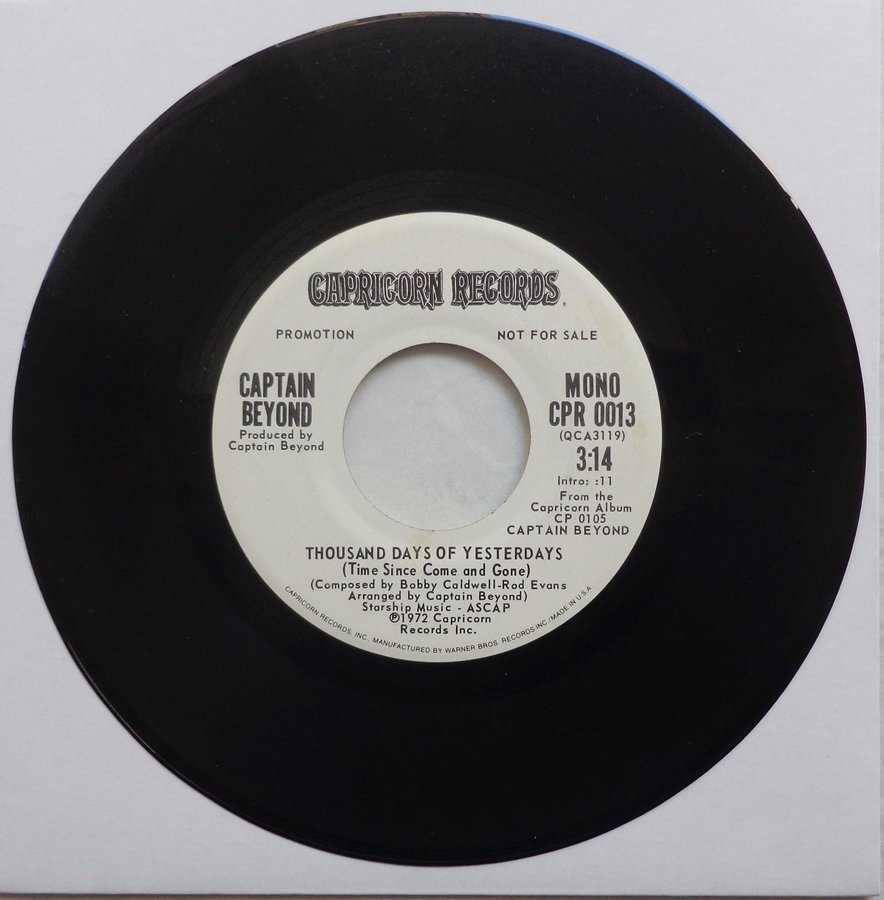 CAPRICORN RECORDS.
PROMOTION
NOT FOR SALE
CAPTAIN
BEYOND
Produced by
Captain Beyond
MONO
CPR 0013
(QCA3119)
3:14
Intro: :11
From the
Capricorn Album
CP 0105
CAPTAIN BEYOND
THOUSAND DAYS OF YESTERDAYS
(Time Since Come and Gone)
(Composed by Bobby Caldwell-Rod Evans
Arranged by Captain Beyond)
Starship Music - ASCAP
℗1972 Capricorn
Records Inc.
CAPRICORN RECORDS, INC., MANUFACTURED BY WARNER BROS. RECORDS INC./MADE IN U.S.A.